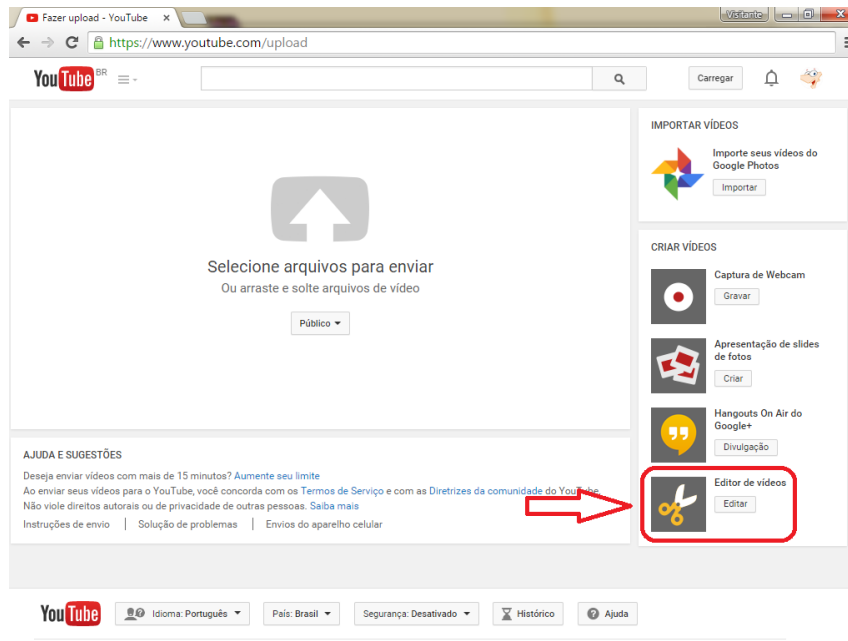 Fazer upload - YouTube
Visitante
https://www.youtube.com/upload
YouTube BR
Carregar
IMPORTAR VÍDEOS
Importe seus vídeos do
Google Photos
Importar
Selecione arquivos para enviar
Ou arraste e solte arquivos de vídeo
Público
CRIAR VÍDEOS
Captura de Webcam
Gravar
Apresentação de slides
de fotos
Criar
Hangouts On Air do
Google+
Divulgação
Editor de vídeos
Editar
AJUDA E SUGESTÕES
Deseja enviar vídeos com mais de 15 minutos? Aumente seu limite
Ao enviar seus vídeos para o YouTube, você concorda com os Termos de Serviço e com as Diretrizes da comunidade do YouTube.
Não viole direitos autorais ou de privacidade de outras pessoas. Saiba mais
Instruções de envio | Solução de problemas | Envios do aparelho celular
YouTube
Idioma: Português
País: Brasil
Segurança: Desativado
Histórico
Ajuda